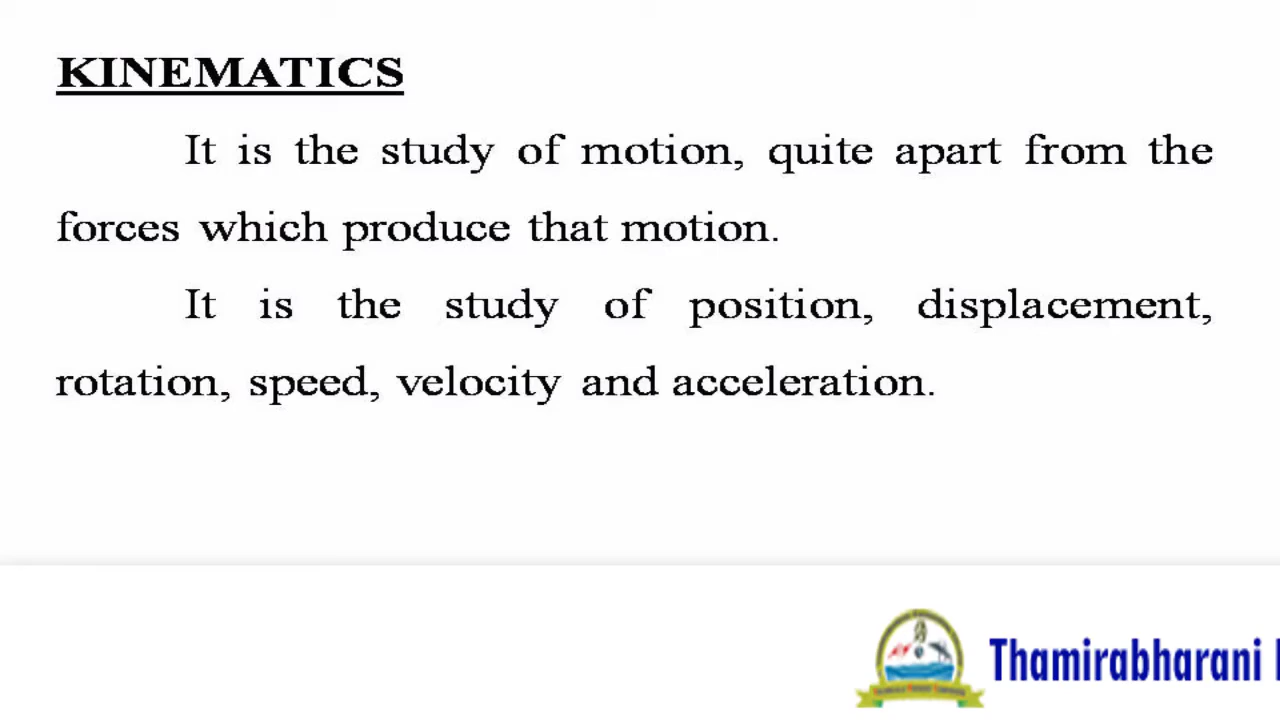 KINEMATICS
It is the study of motion, quite apart from the
forces which produce that motion.
It is the study of position, displacement,
rotation, speed, velocity and acceleration.
Thamirabharani